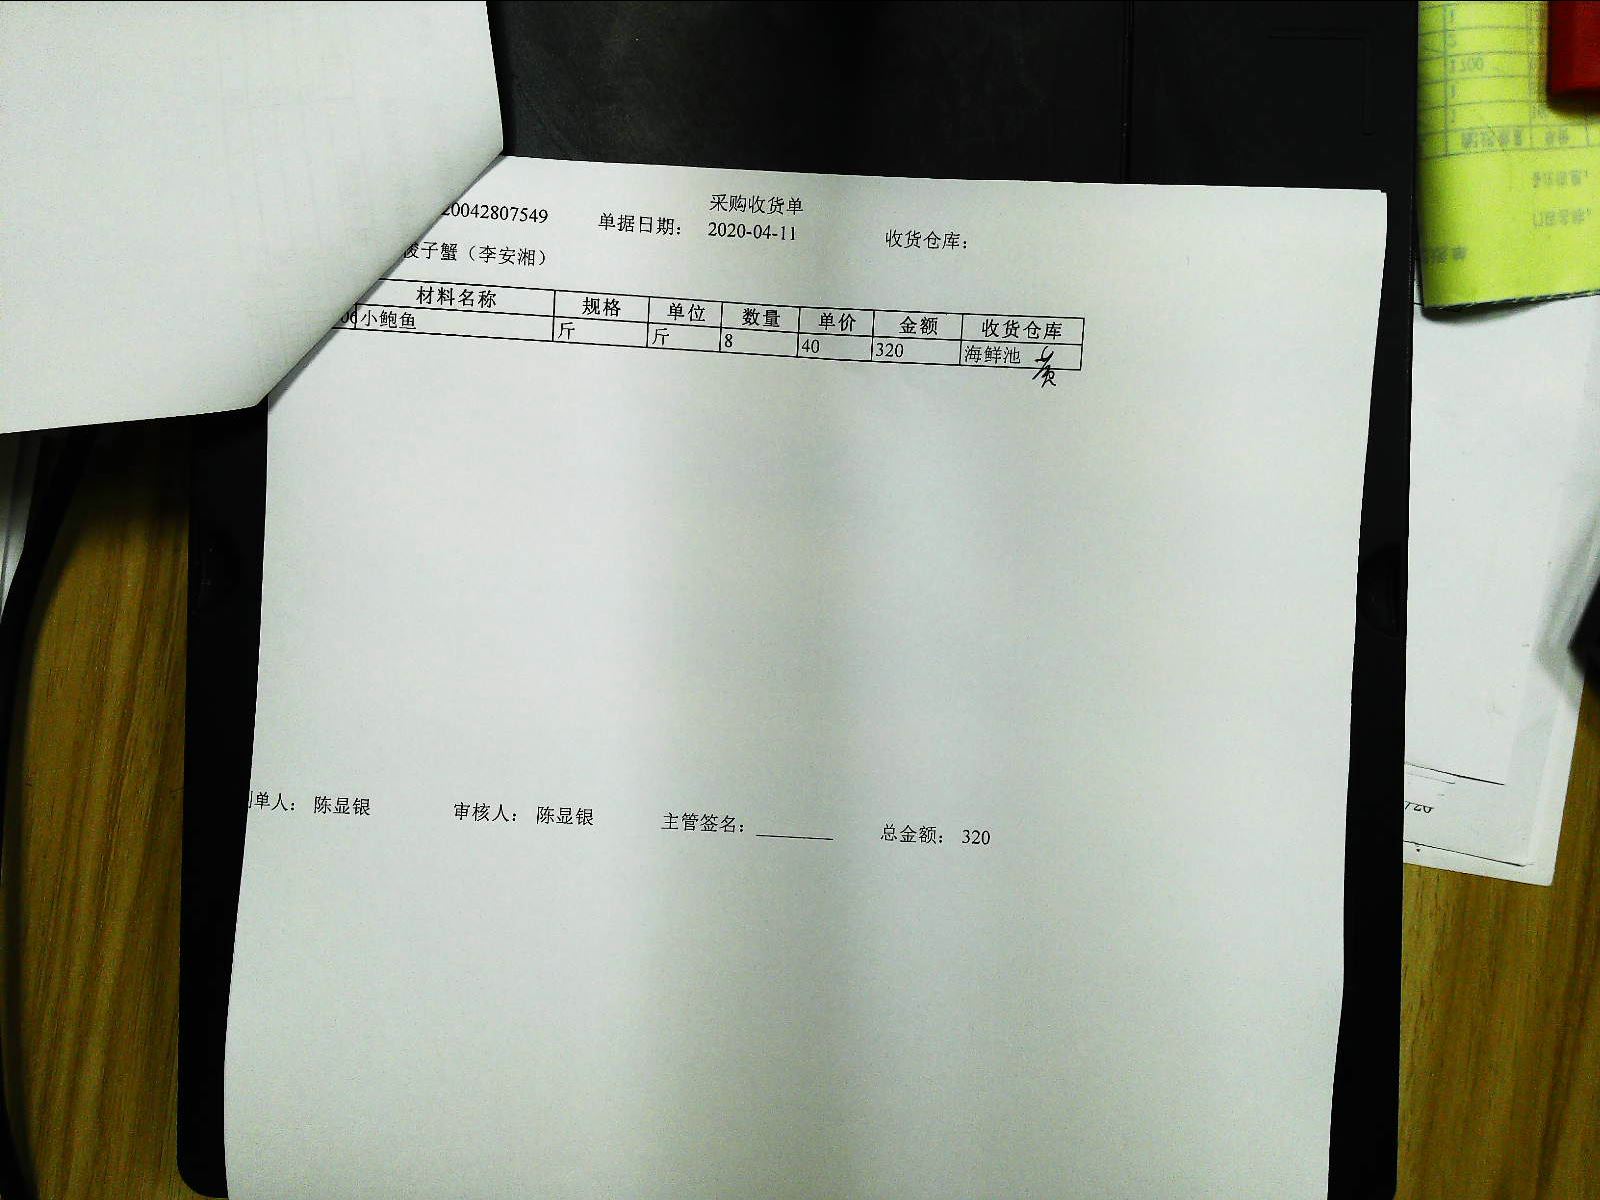 采购收货单
20042807549 单据日期： 2020-04-11 收货仓库：
子蟹（李安湘）
材料名称 规格 单位 数量 单价 金额 收货仓库
小鲍鱼 斤 斤 8 40 320 海鲜池
单人： 陈显银 审核人： 陈显银 主管签名：________ 总金额： 320